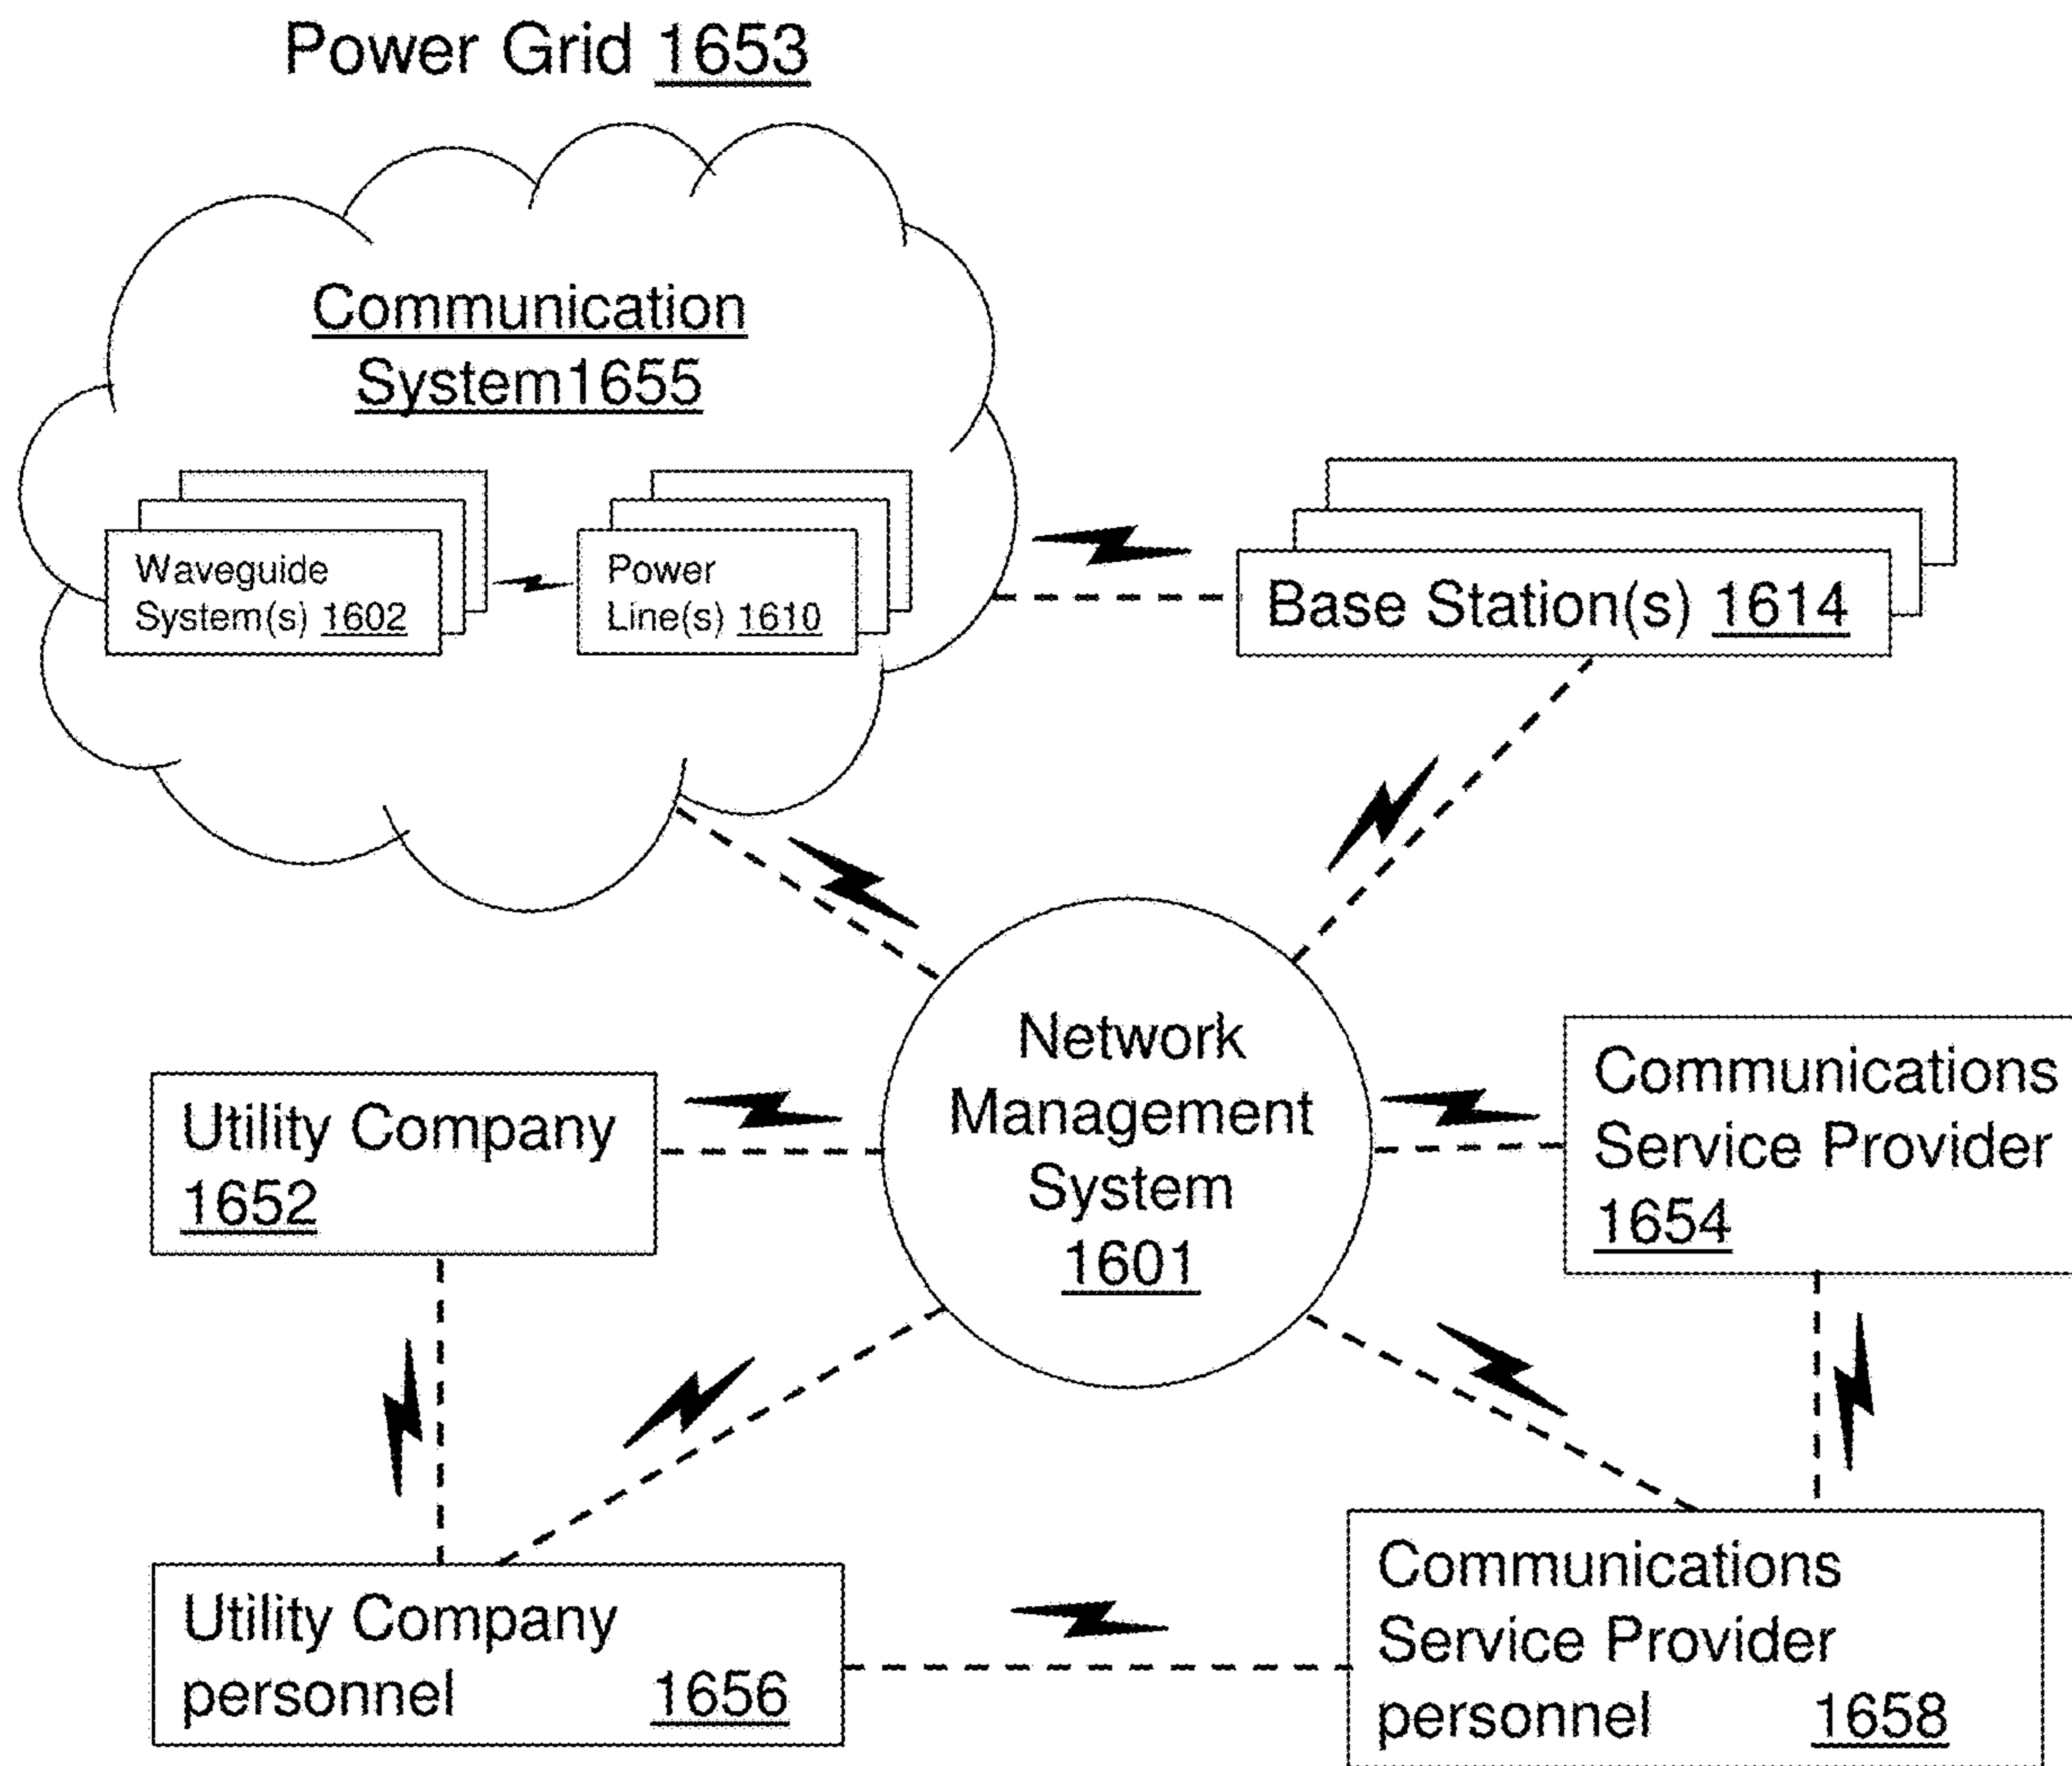 Power Grid 1653
Communication
System1655
Waveguide
System(s) 1602
Power
Line(s) 1610
Base Station(s) 1614
Network
Management
System
1601
Utility Company
1652
Communications
Service Provider
1654
Utility Company
personnel 1656
Communications
Service Provider
personnel 1658